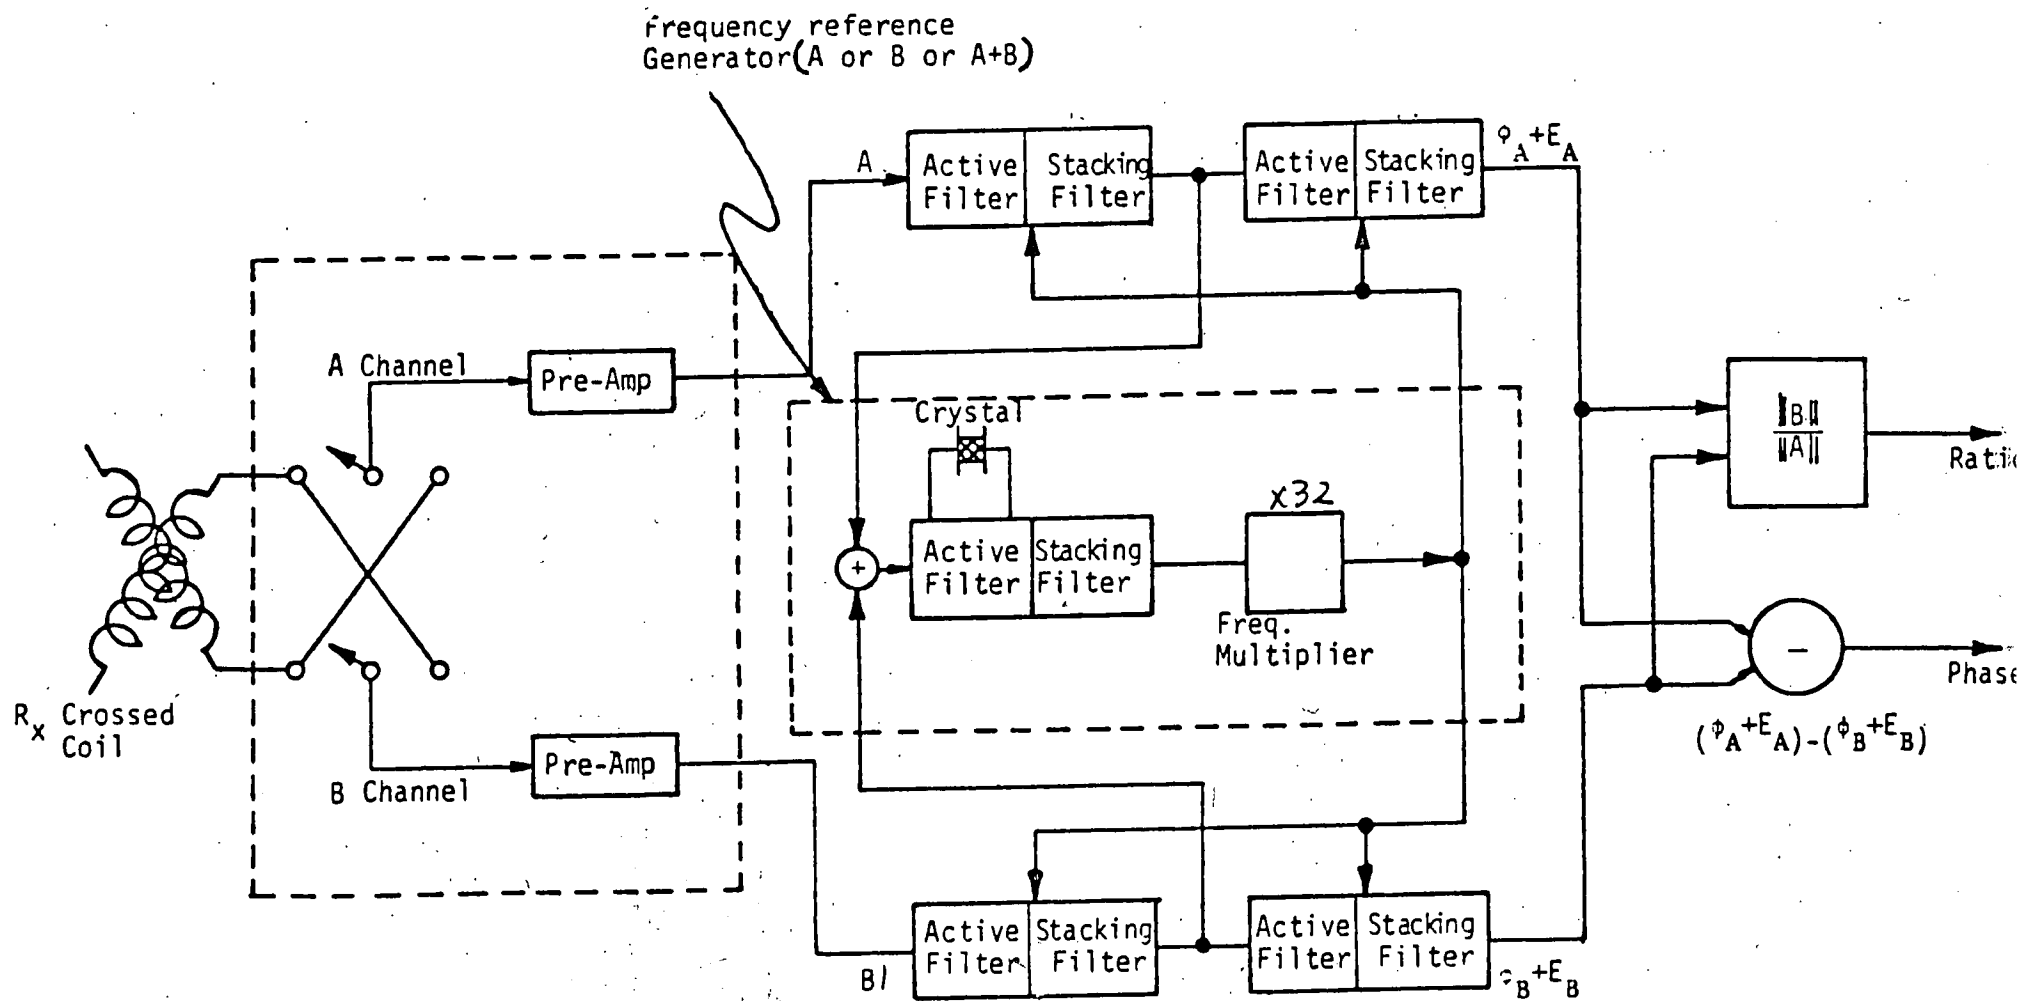 Frequency reference
Generator(A or B or A+B)
A
Active
Filter
Stacking
Filter
Active
Filter
Stacking
Filter
ϕA+EA
A Channel
Pre-Amp
Crystal
‖B‖
‖A‖
x32
+
Active
Filter
Stacking
Filter
Freq.
Multiplier
–
Phase
(ϕA+EA)-(ϕB+EB)
Rx Crossed
Coil
B Channel
Pre-Amp
B
Active
Filter
Stacking
Filter
Active
Filter
Stacking
Filter
ϕB+EB